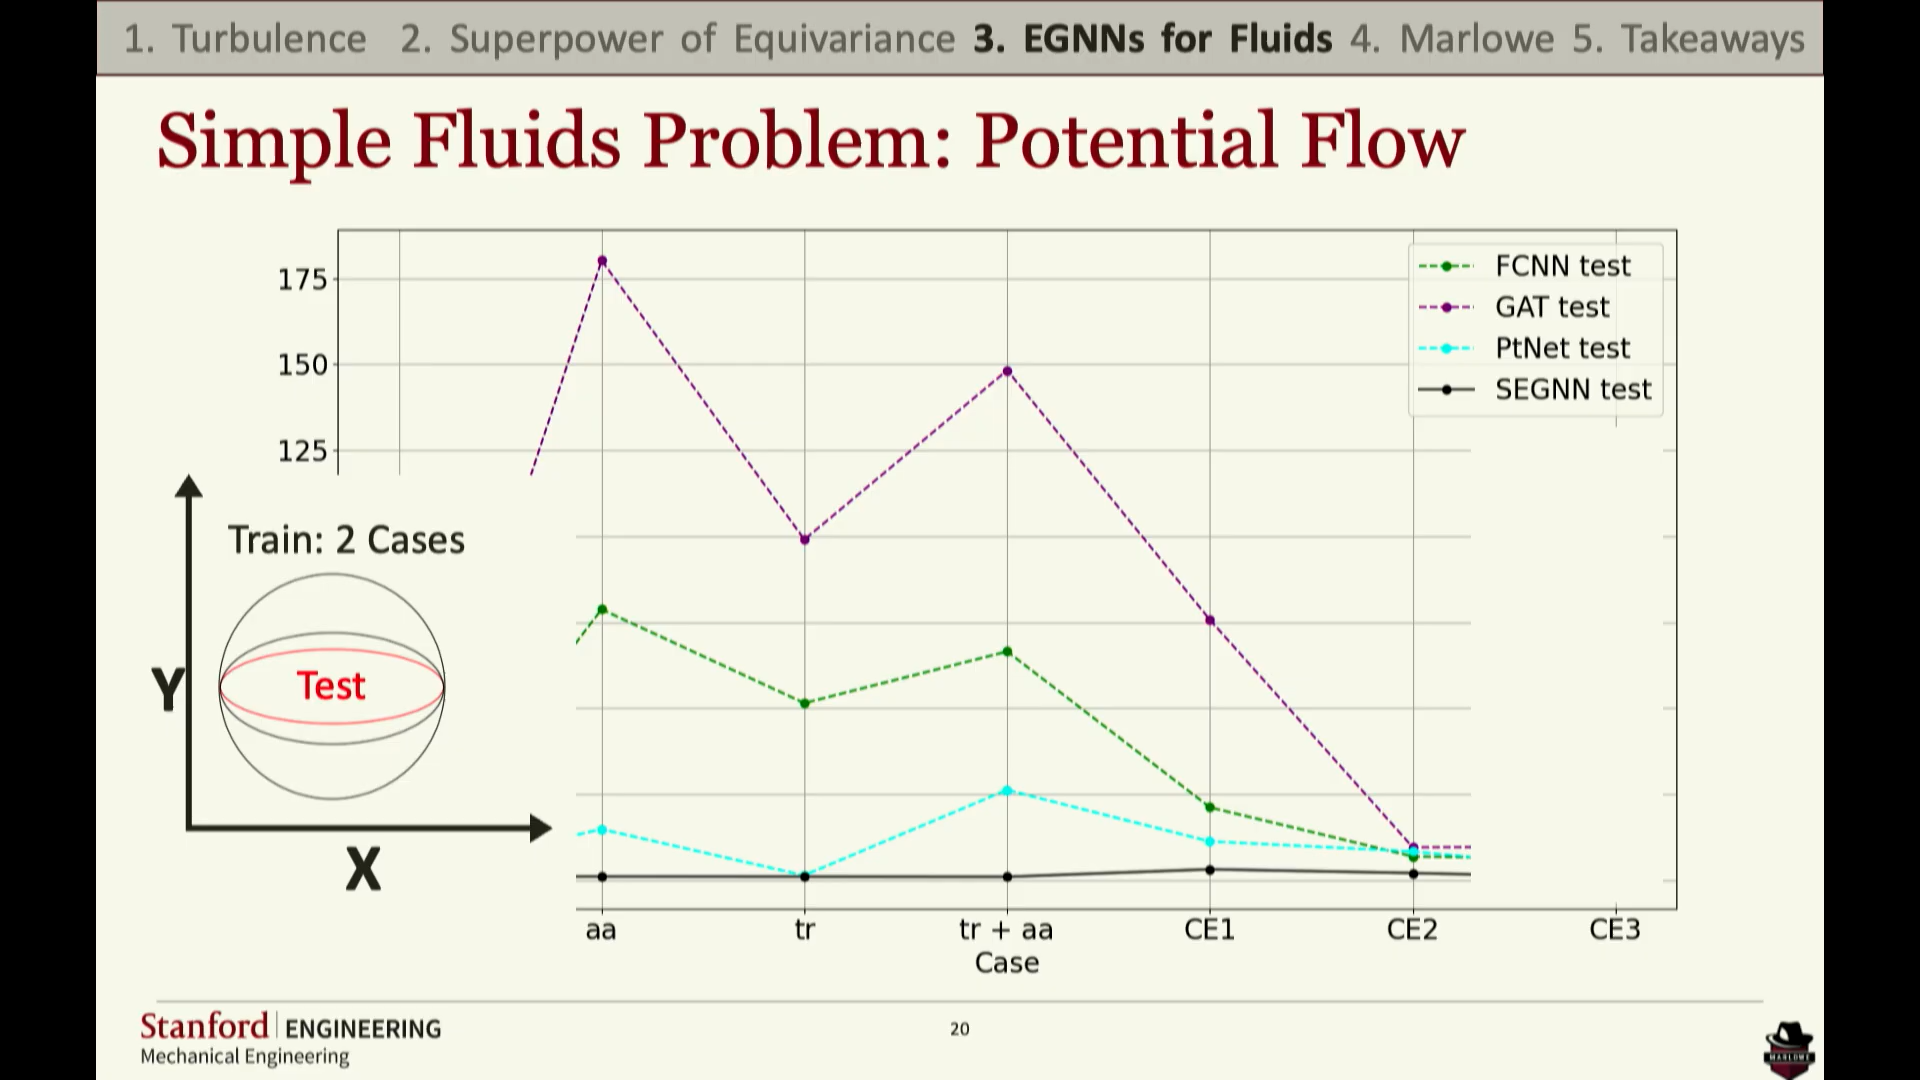 1. Turbulence 2. Superpower of Equivariance 3. EGNNs for Fluids 4. Marlowe 5. Takeaways
Simple Fluids Problem: Potential Flow
175
150
125
FCNN test
GAT test
PtNet test
SEGNN test
Train: 2 Cases
Test
Y
X
aa tr tr + aa CE1 CE2 CE3
Case
Stanford ENGINEERING
Mechanical Engineering
20
MARLOWE